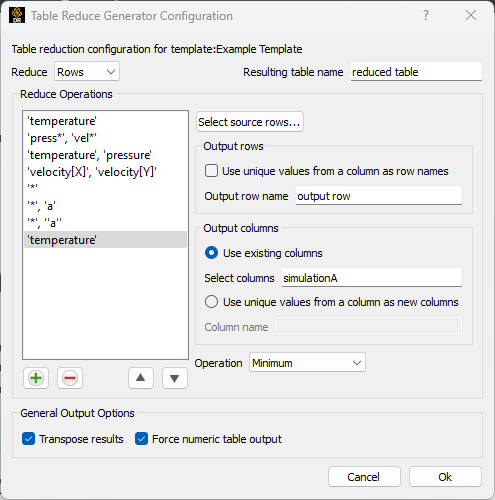 DR Table Reduce Generator Configuration ? ×
Table reduction configuration for template:Example Template
Reduce Rows Resulting table name reduced table
Reduce Operations
'temperature'
'press*', 'vel*'
'temperature', 'pressure'
'velocity[X]', 'velocity[Y]'
'*'
'*', 'a'
'*', ''a''
'temperature'
Select source rows...
Output rows
Use unique values from a column as row names
Output row name output row
Output columns
Use existing columns
Select columns simulationA
Use unique values from a column as new columns
Column name
Operation Minimum
General Output Options
Transpose results Force numeric table output
Cancel Ok